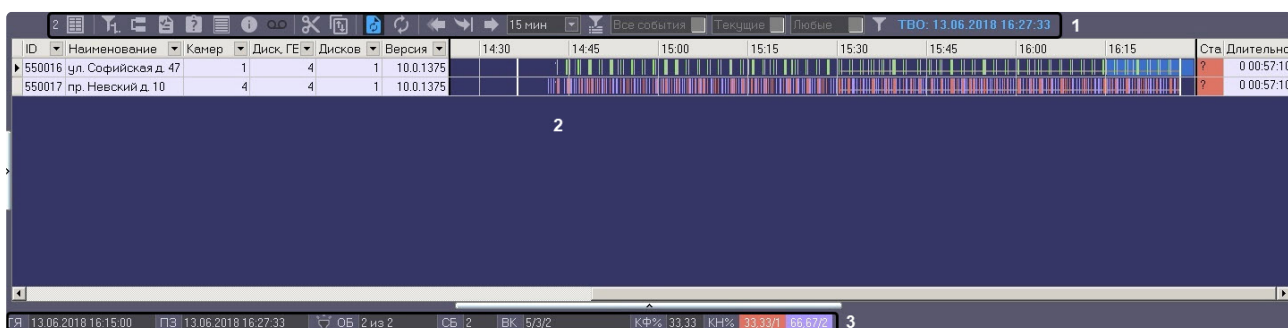 2 15 мин Все события Текущие Любые ТВО: 13.06.2018 16:27:33 1
ID Наименование Камер Диск, ГЕ Дисков Версия 14:30 14:45 15:00 15:15 15:30 15:45 16:00 16:15 Ста Длительно
550016 ул. Софийская д. 47 1 4 1 10.0.1375 ? 0 00:57:10
550017 пр. Невский д. 10 4 4 1 10.0.1375 ? 0 00:57:10
2
ГЯ 13.06.2018 16:15:00 ПЗ 13.06.2018 16:27:33 ОБ 2 из 2 СБ 2 ВК 5/3/2 КФ% 33,33 КН% 33,33/1 66,67/2 3